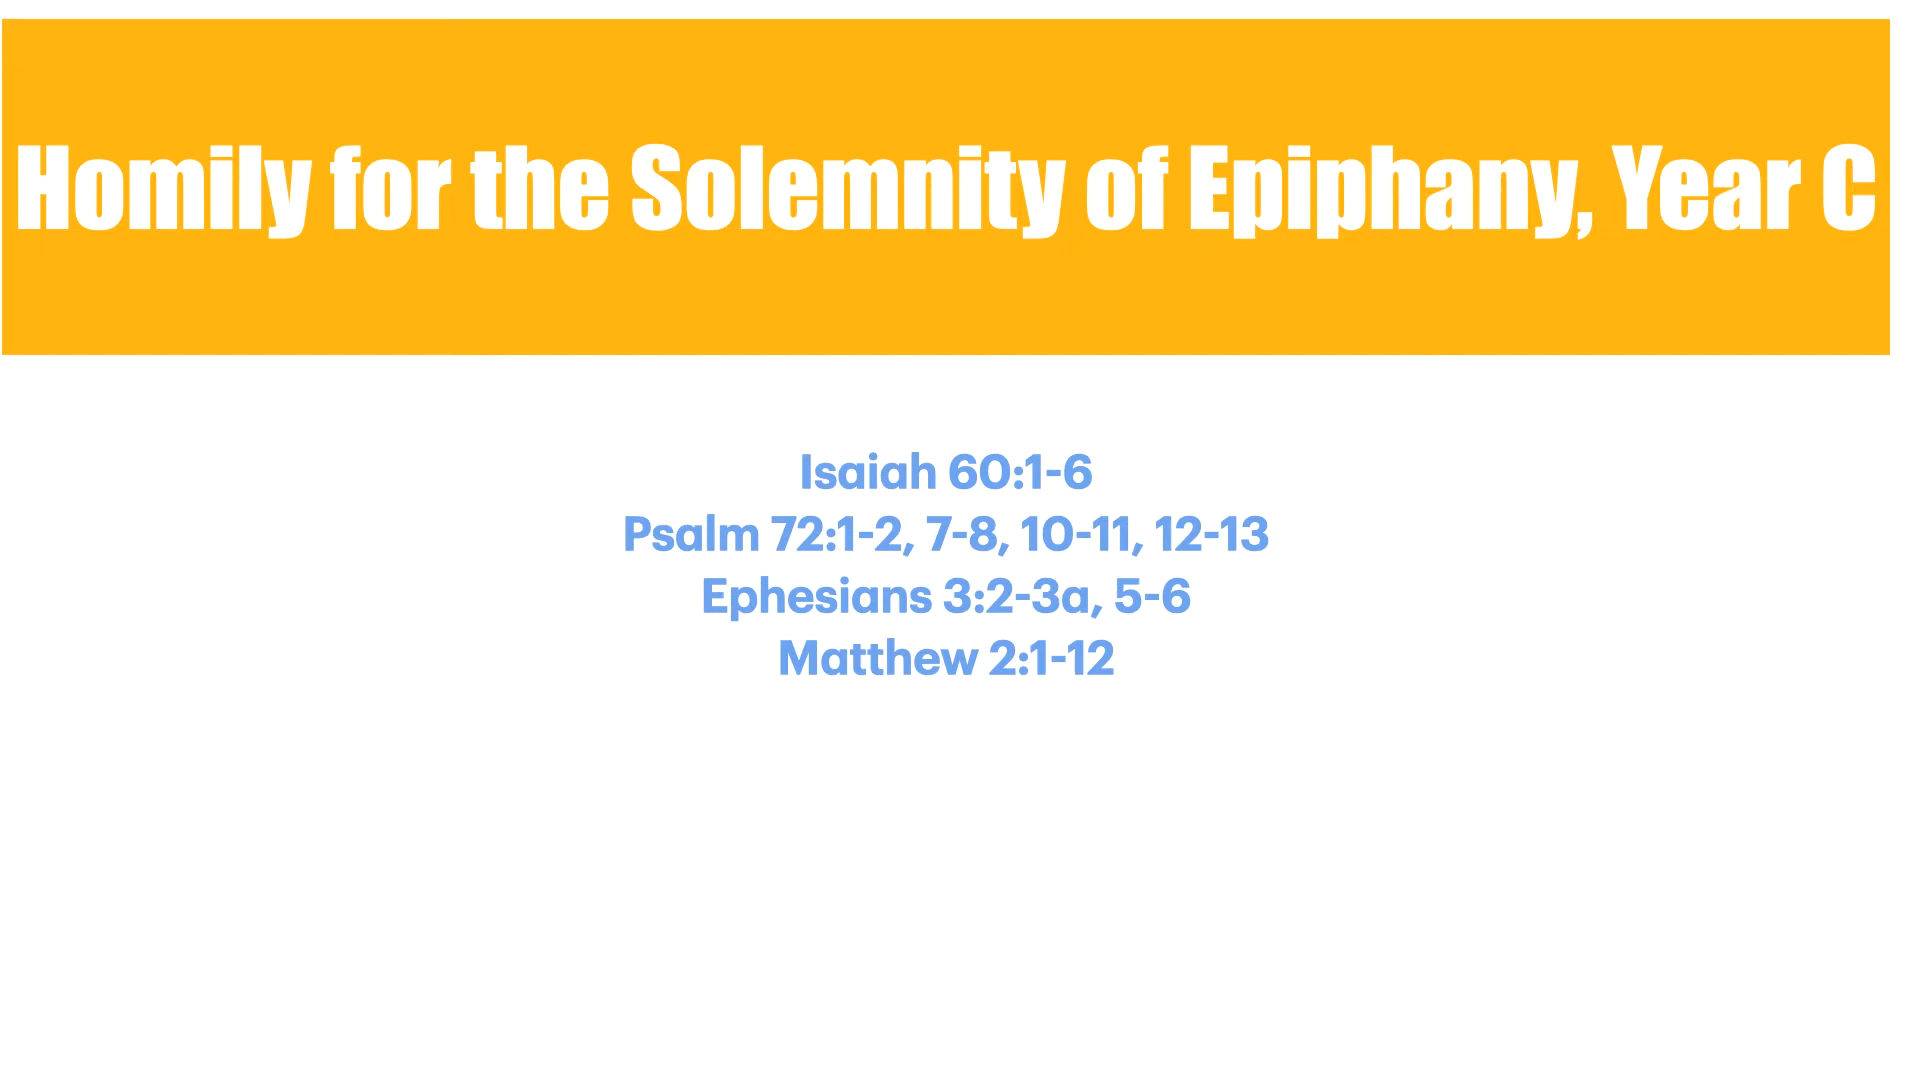 Homily for the Solemnity of Epiphany, Year C
Isaiah 60:1-6
Psalm 72:1-2, 7-8, 10-11, 12-13
Ephesians 3:2-3a, 5-6
Matthew 2:1-12